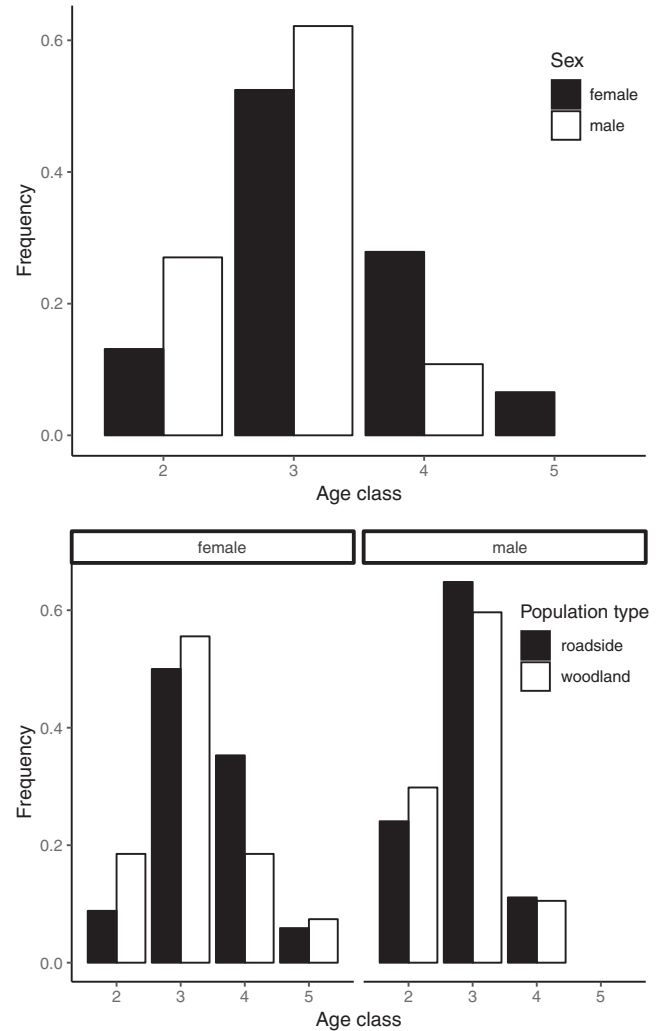 Frequency
0.6
0.4
0.2
0.0
Sex
female
male
2 3 4 5
Age class
female male
Frequency
0.6
0.4
0.2
0.0
Population type
roadside
woodland
2 3 4 5 2 3 4 5
Age class